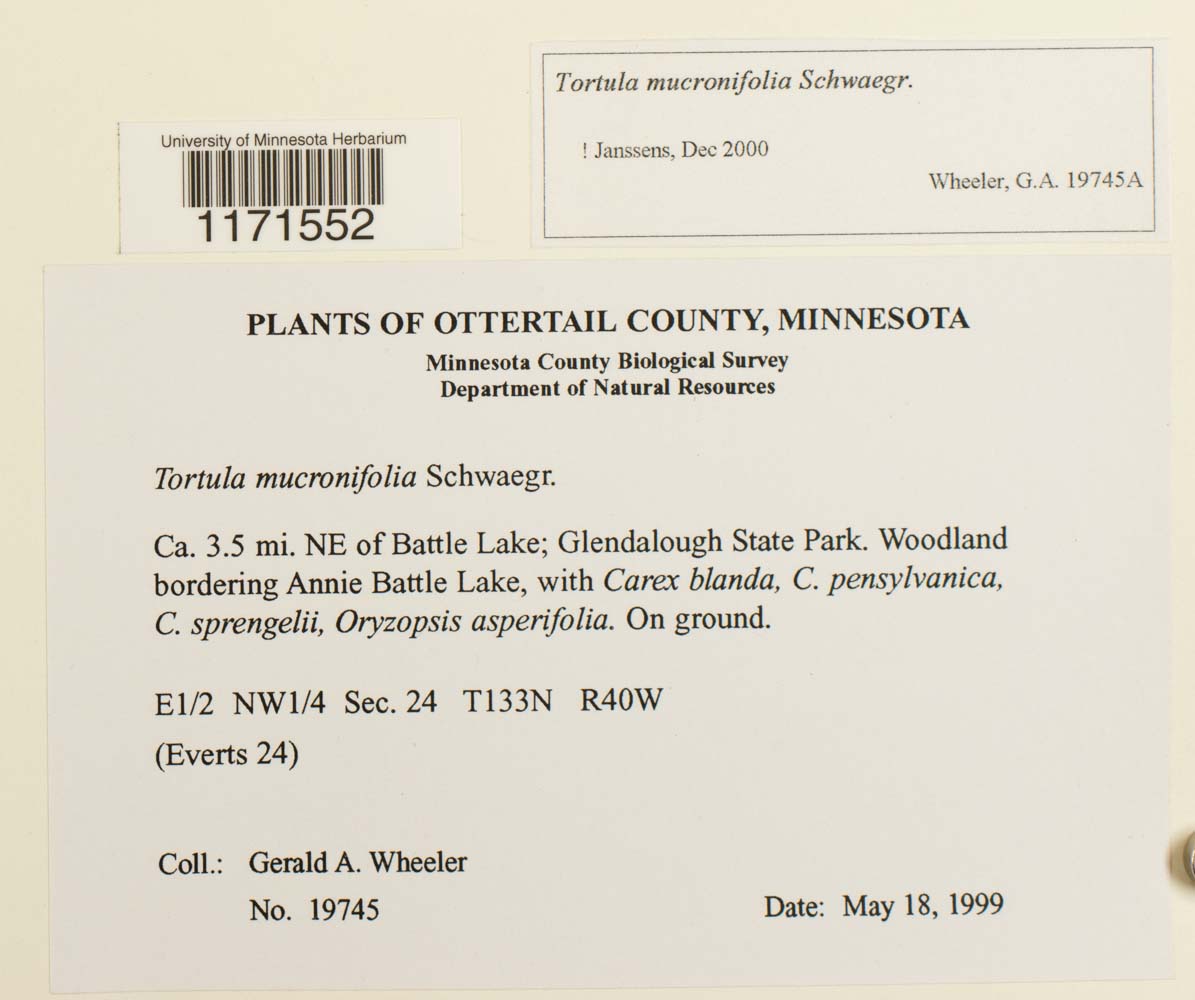 Tortula mucronifolia Schwaegr.
! Janssens, Dec 2000
Wheeler, G.A. 19745A
University of Minnesota Herbarium
1171552
PLANTS OF OTTERTAIL COUNTY, MINNESOTA
Minnesota County Biological Survey
Department of Natural Resources
Tortula mucronifolia Schwaegr.
Ca. 3.5 mi. NE of Battle Lake; Glendalough State Park. Woodland
bordering Annie Battle Lake, with Carex blanda, C. pensylvanica,
C. sprengelii, Oryzopsis asperifolia. On ground.
E1/2 NW1/4 Sec. 24 T133N R40W
(Everts 24)
Coll.: Gerald A. Wheeler
No. 19745
Date: May 18, 1999